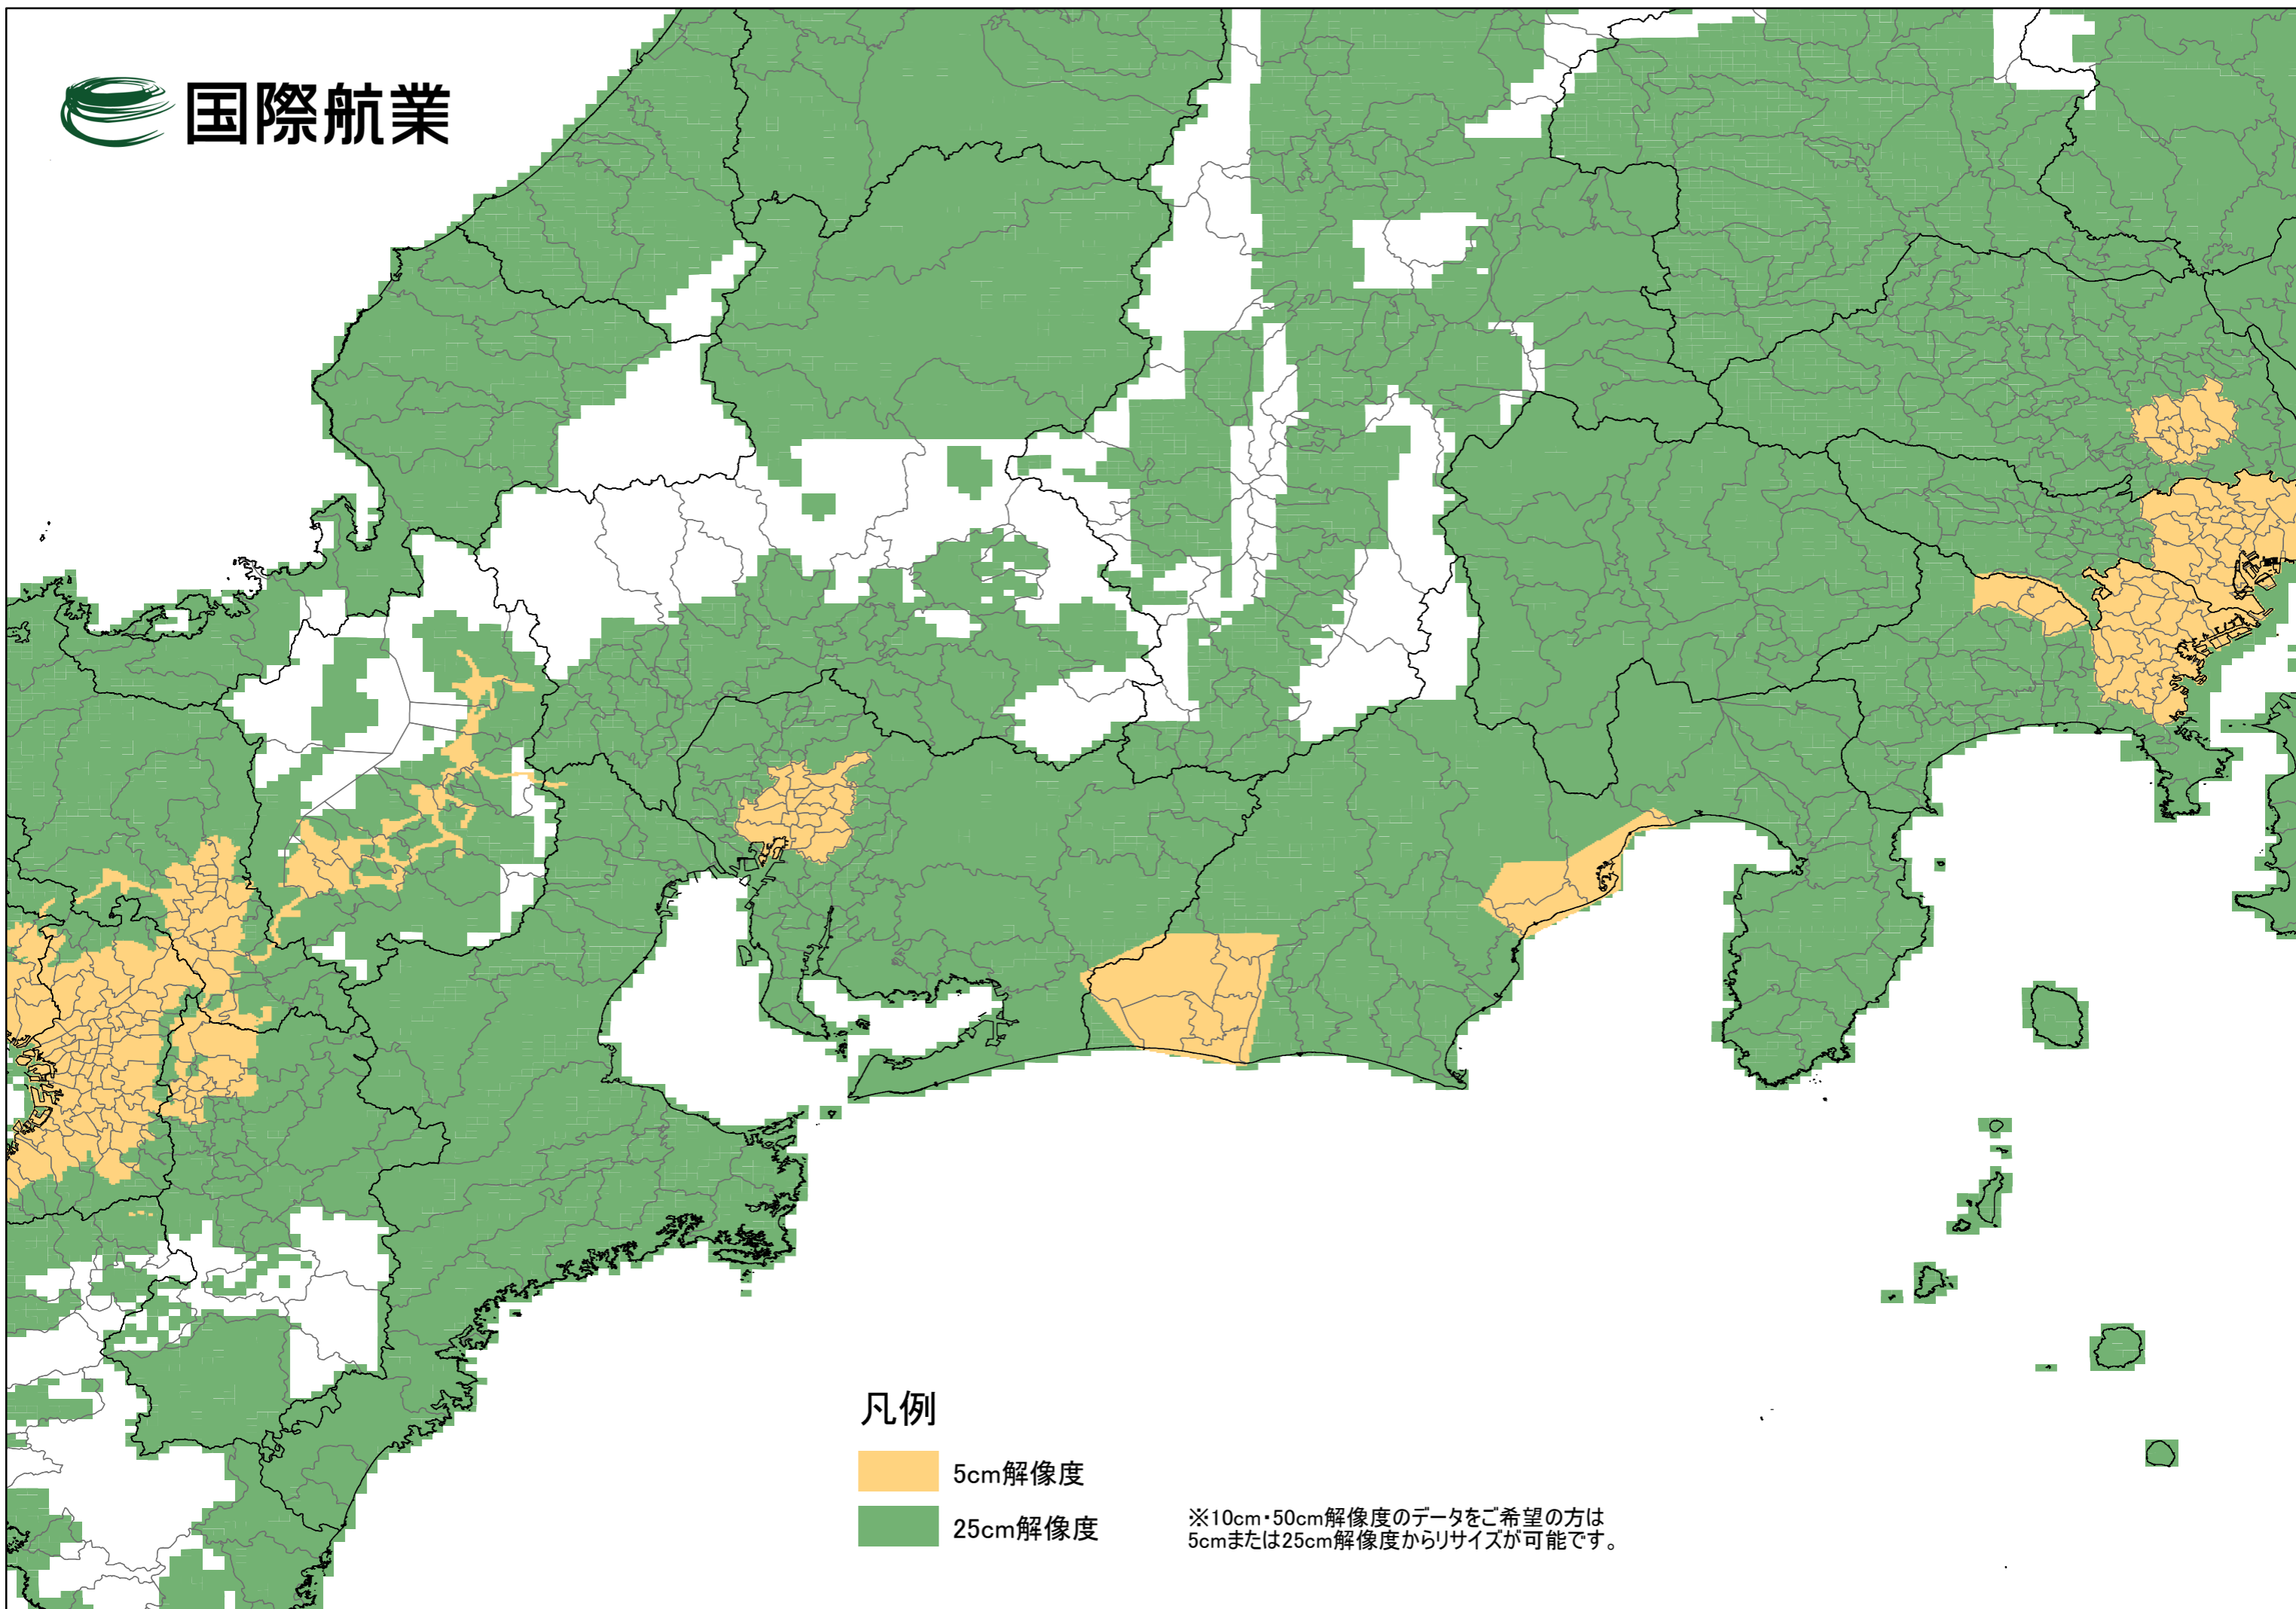 国際航業
凡例
5cm解像度
25cm解像度
※10cm・50cm解像度のデータをご希望の方は
5cmまたは25cm解像度からリサイズが可能です。